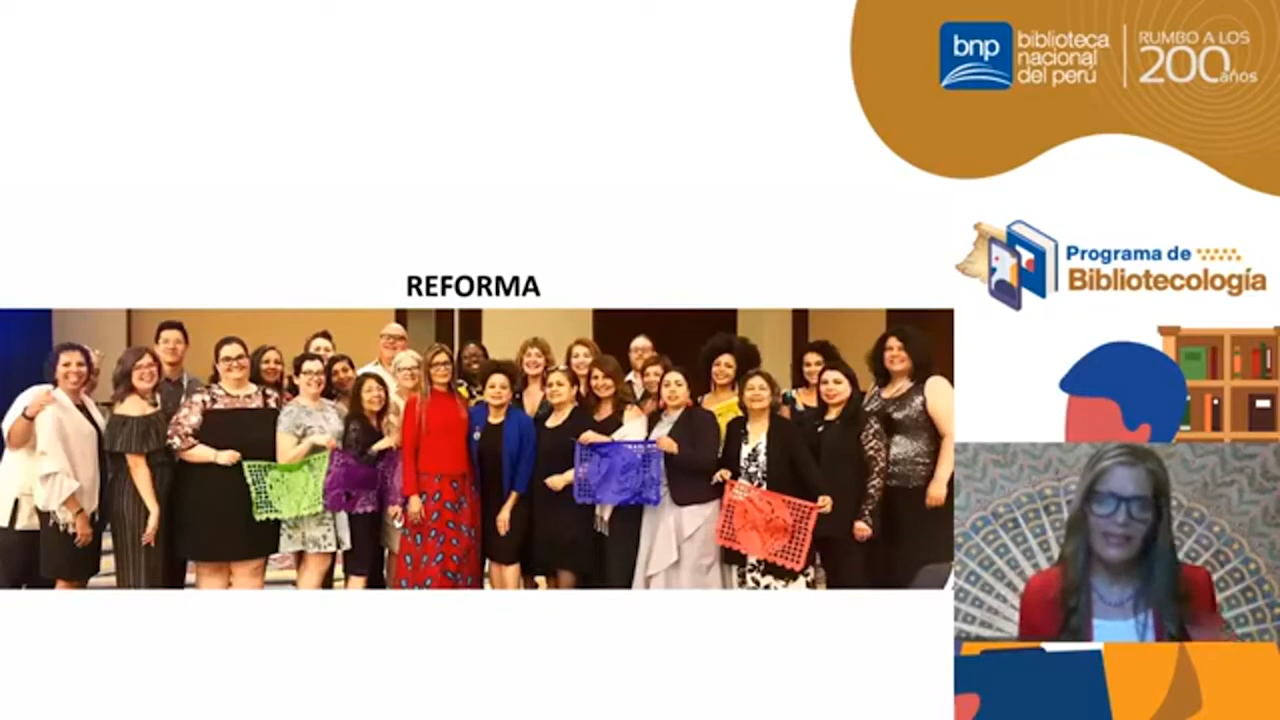 bnp
biblioteca
nacional
del perú
RUMBO A LOS
200
años
Programa de
Bibliotecología
REFORMA